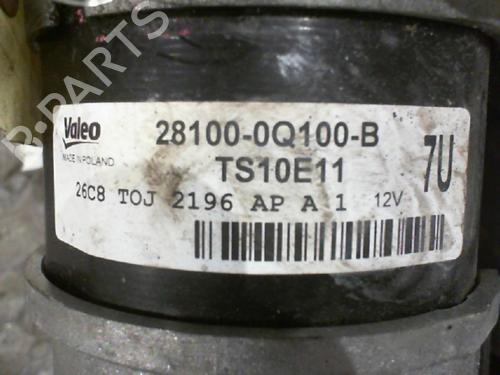 B-PARTS
Valeo
MADE IN POLAND
28100-0Q100-B
TS10E11
7U
26C8 TOJ 2196 AP A 1 12V